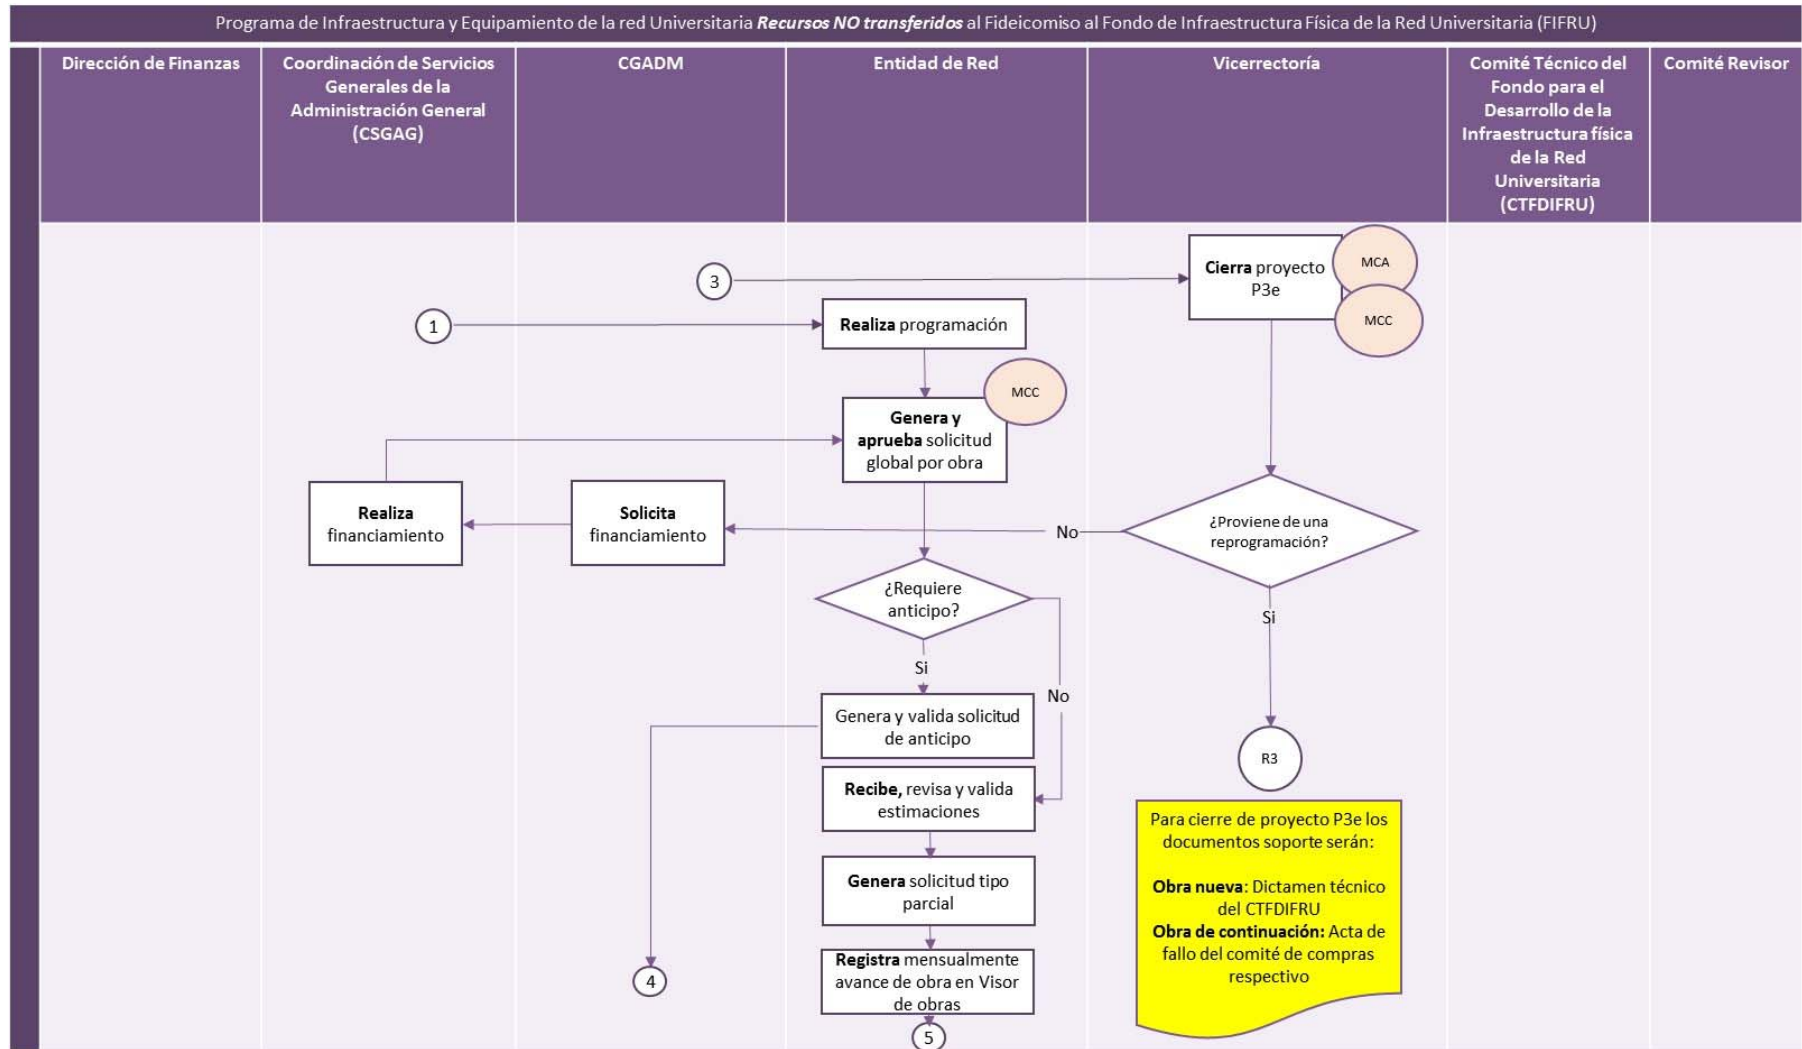 Programa de Infraestructura y Equipamiento de la red Universitaria Recursos NO transferidos al Fideicomiso al Fondo de Infraestructura Física de la Red Universitaria (FIFRU)
Dirección de Finanzas
Coordinación de Servicios
Generales de la
Administración General
(CSGAG)
CGADM
Entidad de Red
Vicerrectoría
Comité Técnico del
Fondo para el
Desarrollo de la
Infraestructura física
de la Red
Universitaria
(CTFDIFRU)
Comité Revisor
3
Cierra proyecto
P3e
MCA
MCC
1
Realiza programación
MCC
Genera y
aprueba solicitud
global por obra
Realiza
financiamiento
Solicita
financiamiento
No
¿Proviene de una
reprogramación?
¿Requiere
anticipo?
Si
Si
No
Genera y valida solicitud
de anticipo
R3
Recibe, revisa y valida
estimaciones
Genera solicitud tipo
parcial
Registra mensualmente
avance de obra en Visor
de obras
4
5
Para cierre de proyecto P3e los
documentos soporte serán:
Obra nueva: Dictamen técnico
del CTFDIFRU
Obra de continuación: Acta de
fallo del comité de compras
respectivo